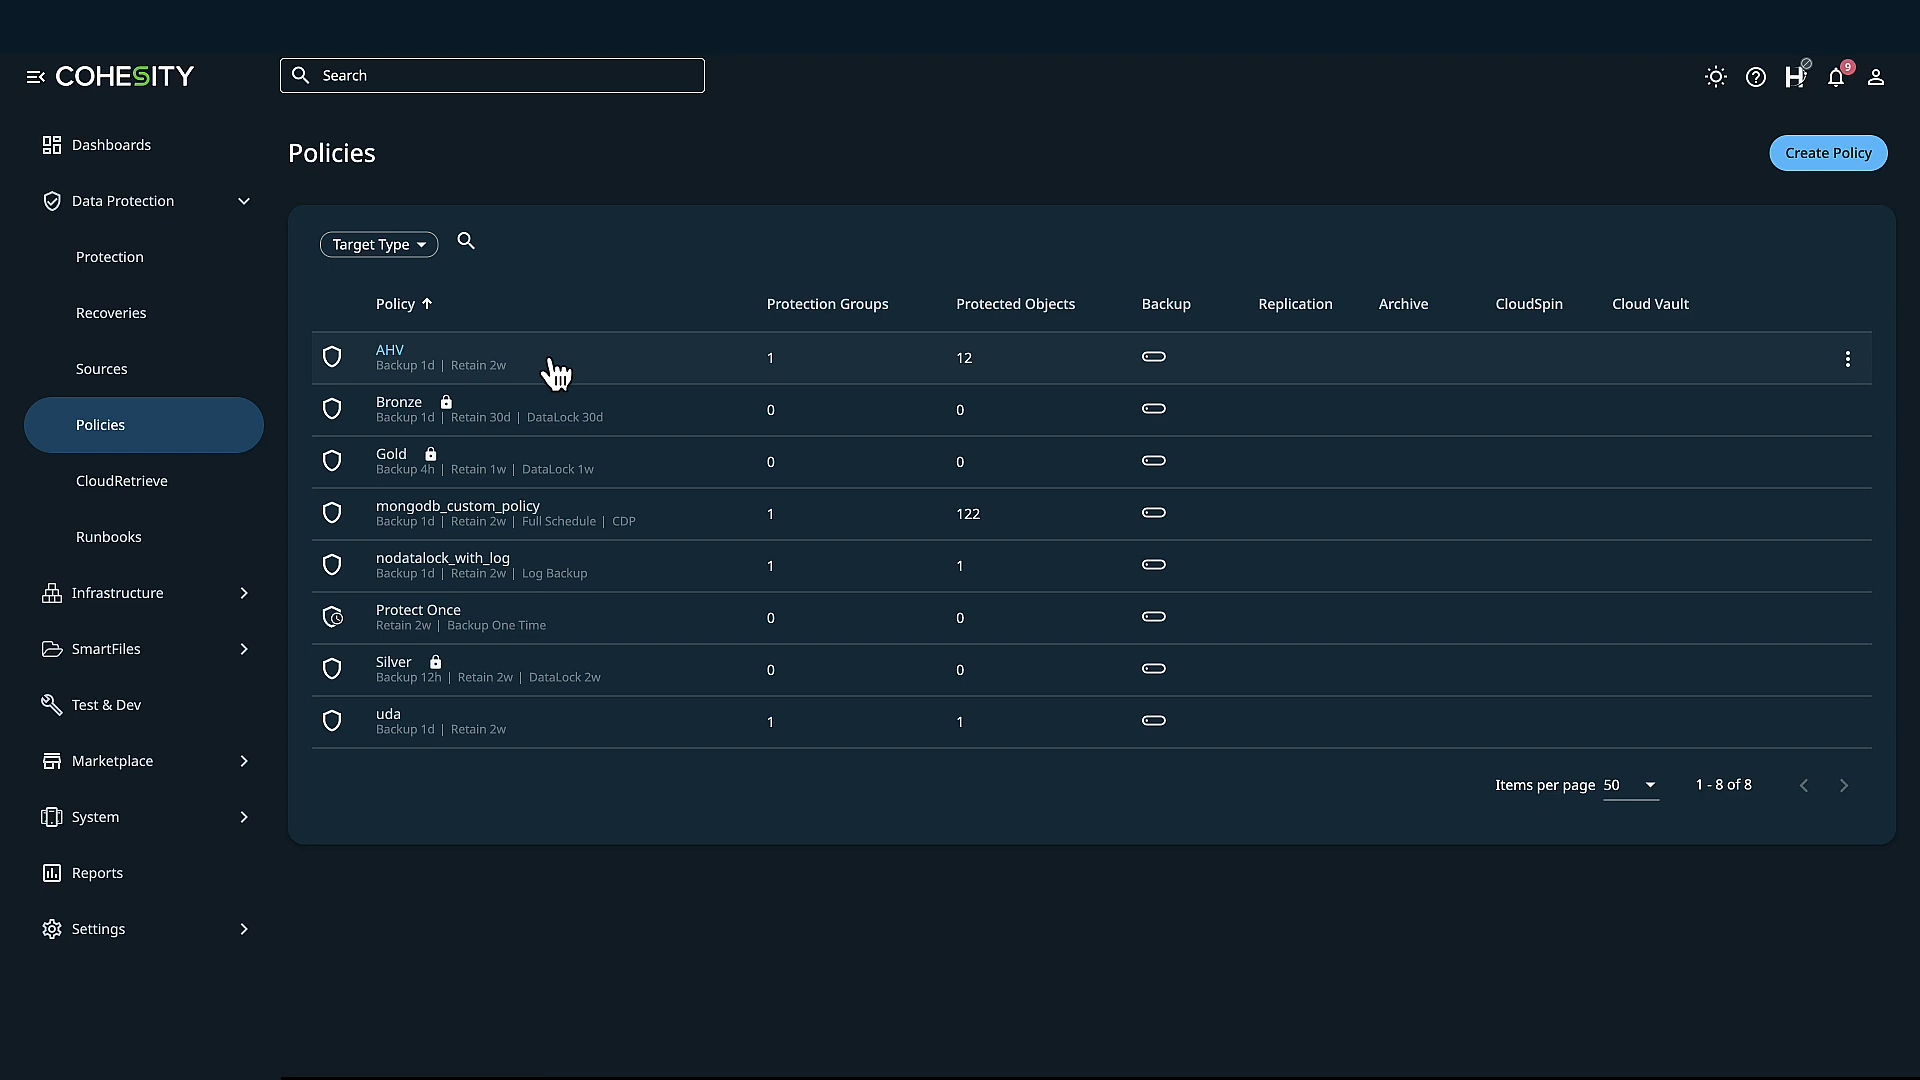 COHESITY
Search
9
Dashboards
Data Protection
Protection
Recoveries
Sources
Policies
CloudRetrieve
Runbooks
Infrastructure
SmartFiles
Test & Dev
Marketplace
System
Reports
Settings
Policies
Create Policy
Target Type
Policy Protection Groups Protected Objects Backup Replication Archive CloudSpin Cloud Vault
AHV 1 12
Backup 1d | Retain 2w
Bronze 0 0
Backup 1d | Retain 30d | DataLock 30d
Gold 0 0
Backup 4h | Retain 1w | DataLock 1w
mongodb_custom_policy 1 122
Backup 1d | Retain 2w | Full Schedule | CDP
nodatalock_with_log 1 1
Backup 1d | Retain 2w | Log Backup
Protect Once 0 0
Retain 2w | Backup One Time
Silver 0 0
Backup 12h | Retain 2w | DataLock 2w
uda 1 1
Backup 1d | Retain 2w
Items per page 50 1 - 8 of 8